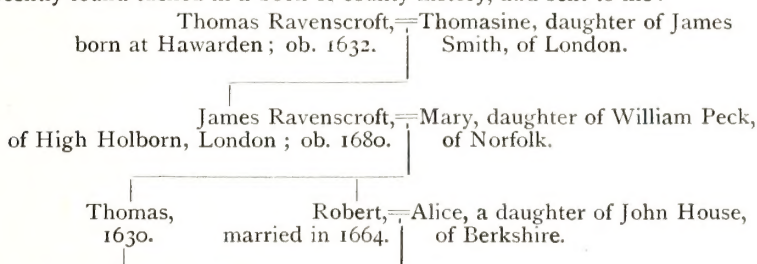 Thomas Ravenscroft,=Thomasine, daughter of James
born at Hawarden; ob. 1632. Smith, of London.
James Ravenscroft,=Mary, daughter of William Peck,
of High Holborn, London; ob. 1680. of Norfolk.
Thomas, Robert,=Alice, a daughter of John House,
1630. married in 1664. of Berkshire.